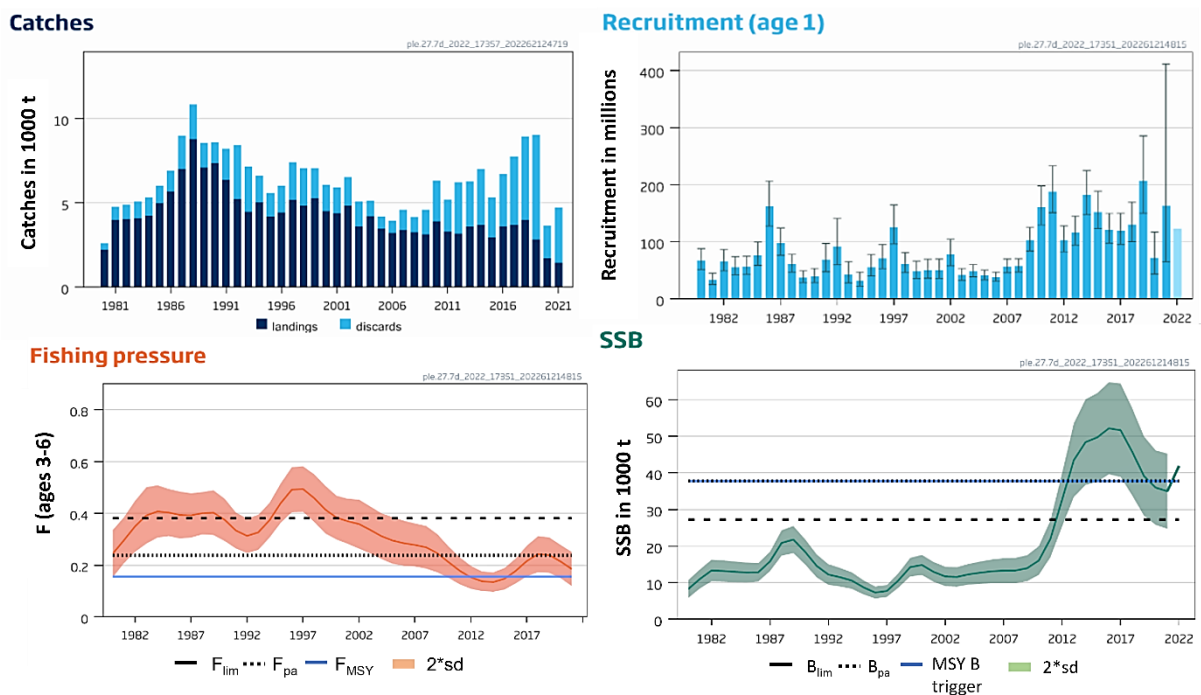 Catches
ple.27.7d_2022_17357_202262124719
Catches in 1000 t
10
5
0
1981 1986 1991 1996 2001 2006 2011 2016 2021
landings discards
Recruitment (age 1)
ple.27.7d_2022_17351_202261214815
Recruitment in millions
400
300
200
100
0
1982 1987 1992 1997 2002 2007 2012 2017 2022
Fishing pressure
ple.27.7d_2022_17351_202261214815
F (ages 3-6)
0.8
0.6
0.4
0.2
0
1982 1987 1992 1997 2002 2007 2012 2017
Flim Fpa FMSY 2*sd
SSB
ple.27.7d_2022_17351_202261214815
SSB in 1000 t
60
50
40
30
20
10
0
1982 1987 1992 1997 2002 2007 2012 2017 2022
Blim Bpa MSY B 2*sd
trigger